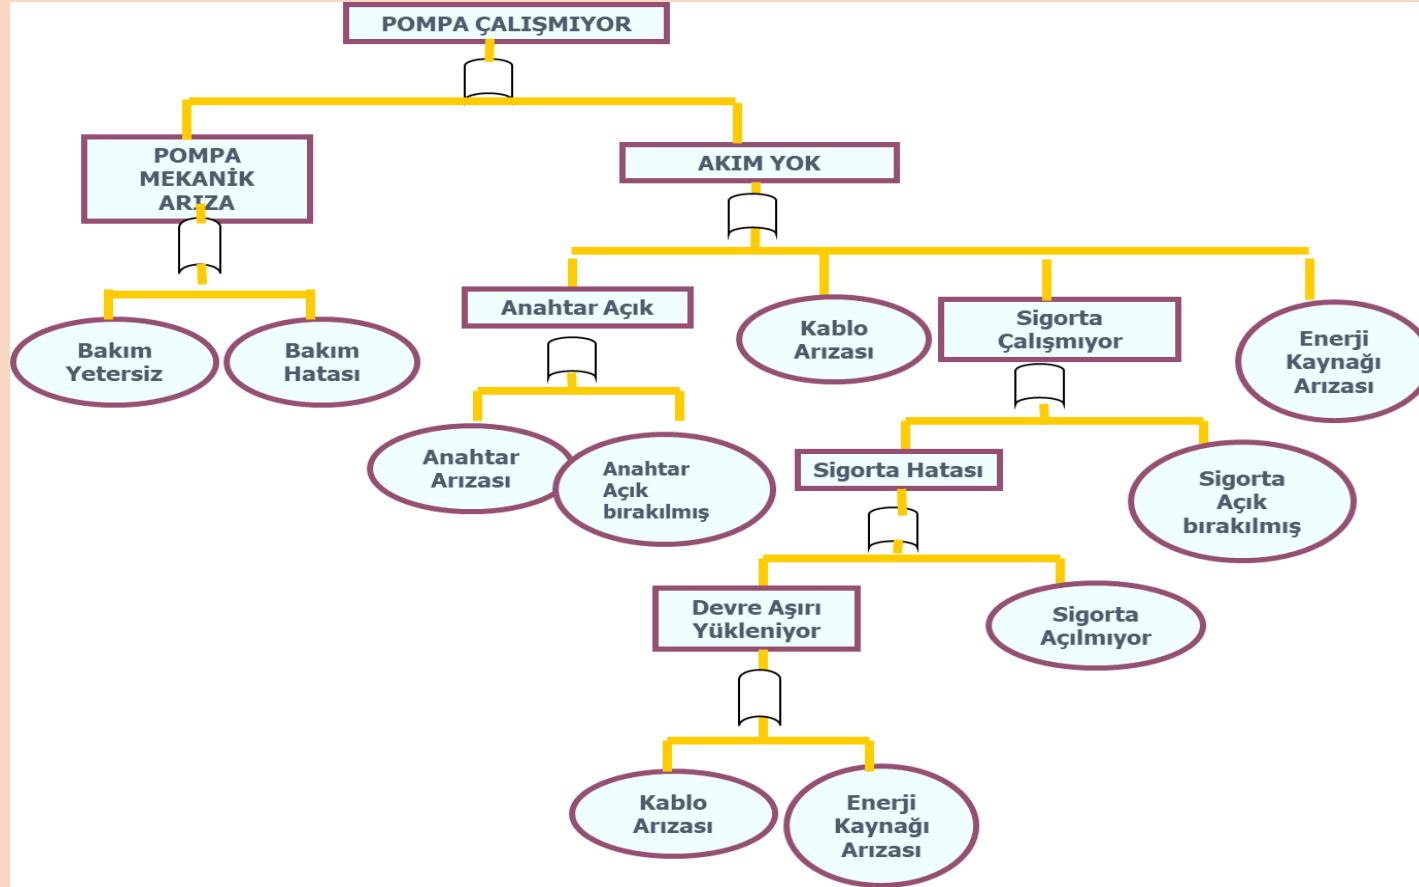 POMPA ÇALIŞMIYOR
POMPA
MEKANİK
ARIZA
AKIM YOK
Anahtar Açık
Kablo
Arızası
Sigorta
Çalışmıyor
Enerji
Kaynağı
Arızası
Bakım
Yetersiz
Bakım
Hatası
Anahtar
Arızası
Anahtar
Açık
bırakılmış
Sigorta Hatası
Sigorta
Açık
bırakılmış
Devre Aşırı
Yükleniyor
Sigorta
Açılmıyor
Kablo
Arızası
Enerji
Kaynağı
Arızası